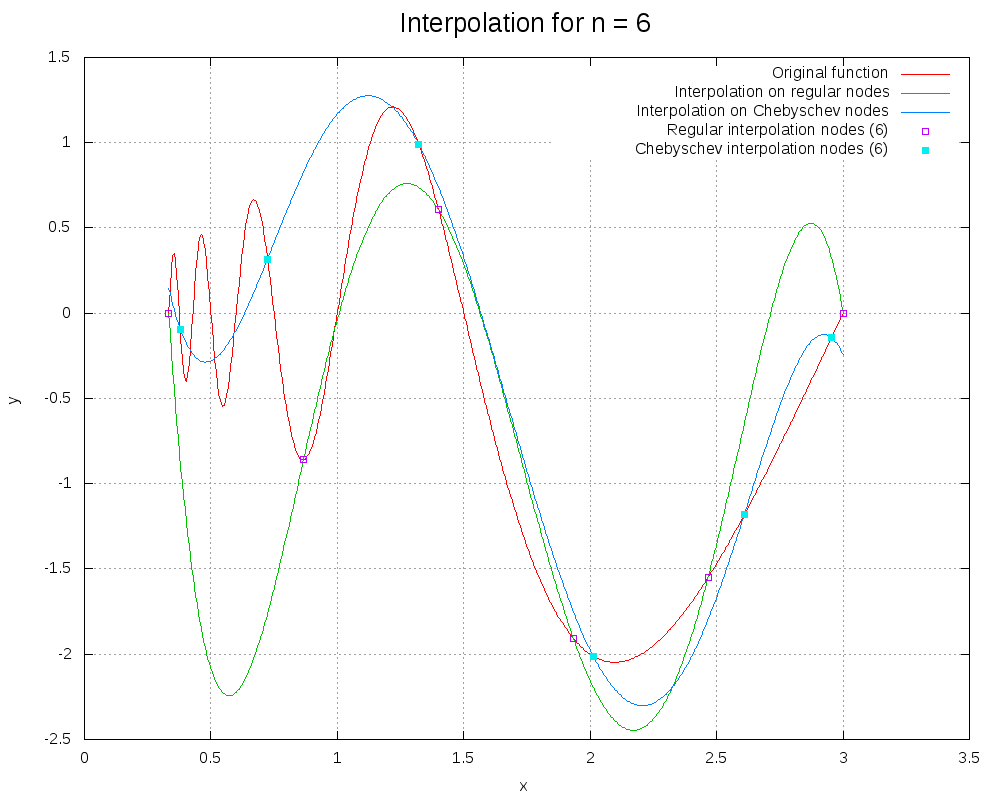 Interpolation for n = 6
Original function
Interpolation on regular nodes
Interpolation on Chebyschev nodes
Regular interpolation nodes (6)
Chebyschev interpolation nodes (6)
1.5
1
0.5
0
-0.5
-1
-1.5
-2
-2.5
y
0 0.5 1 1.5 2 2.5 3 3.5
x